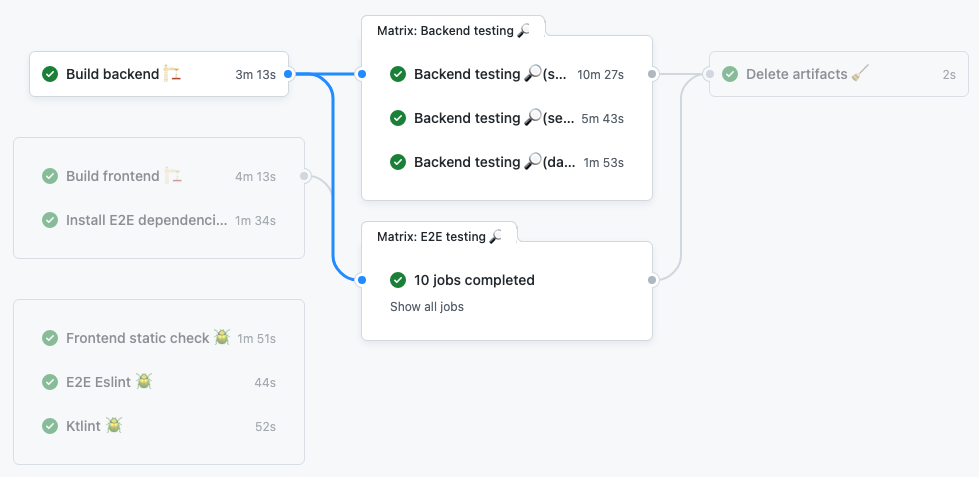 Build backend 🏗️ 3m 13s
Build frontend 🏗️ 4m 13s
Install E2E dependenci... 1m 34s
Frontend static check 🪲 1m 51s
E2E Eslint 🪲 44s
Ktlint 🪲 52s
Matrix: Backend testing 🔎
Backend testing 🔎(s... 10m 27s
Backend testing 🔎(se... 5m 43s
Backend testing 🔎(da... 1m 53s
Matrix: E2E testing 🔎
10 jobs completed
Show all jobs
Delete artifacts 🧹 2s